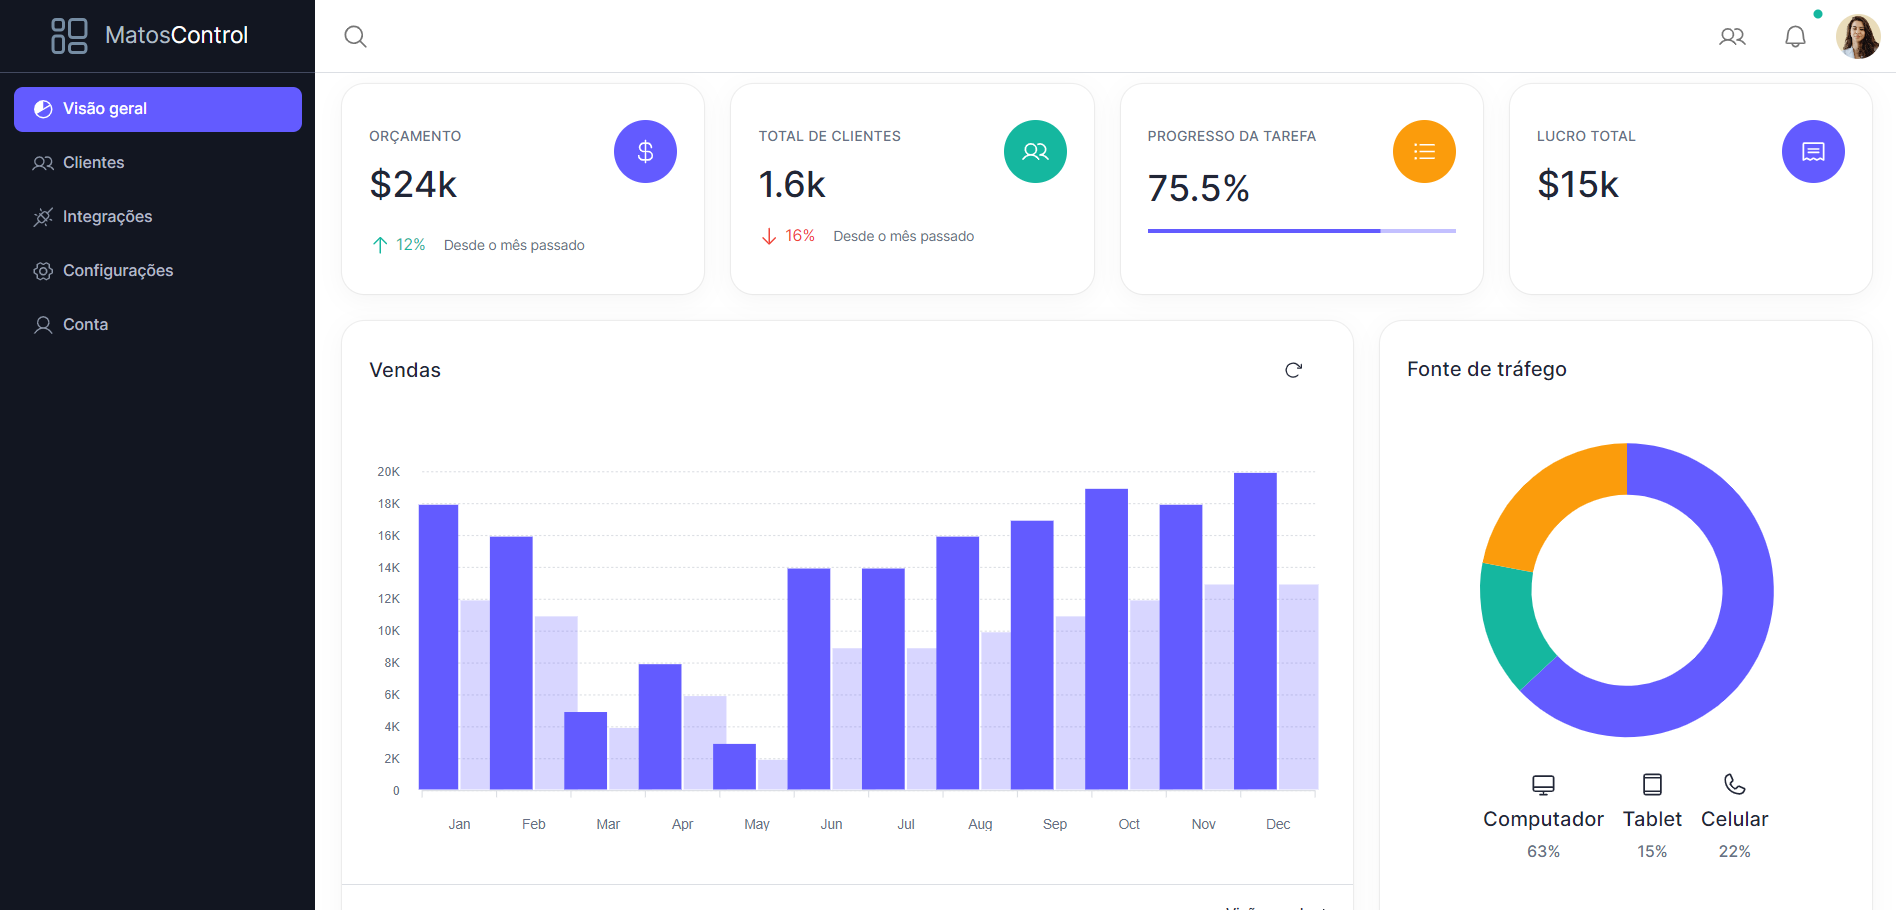 MatosControl
Visão geral
Clientes
Integrações
Configurações
Conta
ORÇAMENTO
$24k
12% Desde o mês passado
TOTAL DE CLIENTES
1.6k
16% Desde o mês passado
PROGRESSO DA TAREFA
75.5%
LUCRO TOTAL
$15k
Vendas
20K
18K
16K
14K
12K
10K
8K
6K
4K
2K
0
Jan Feb Mar Apr May Jun Jul Aug Sep Oct Nov Dec
Fonte de tráfego
Computador Tablet Celular
63% 15% 22%